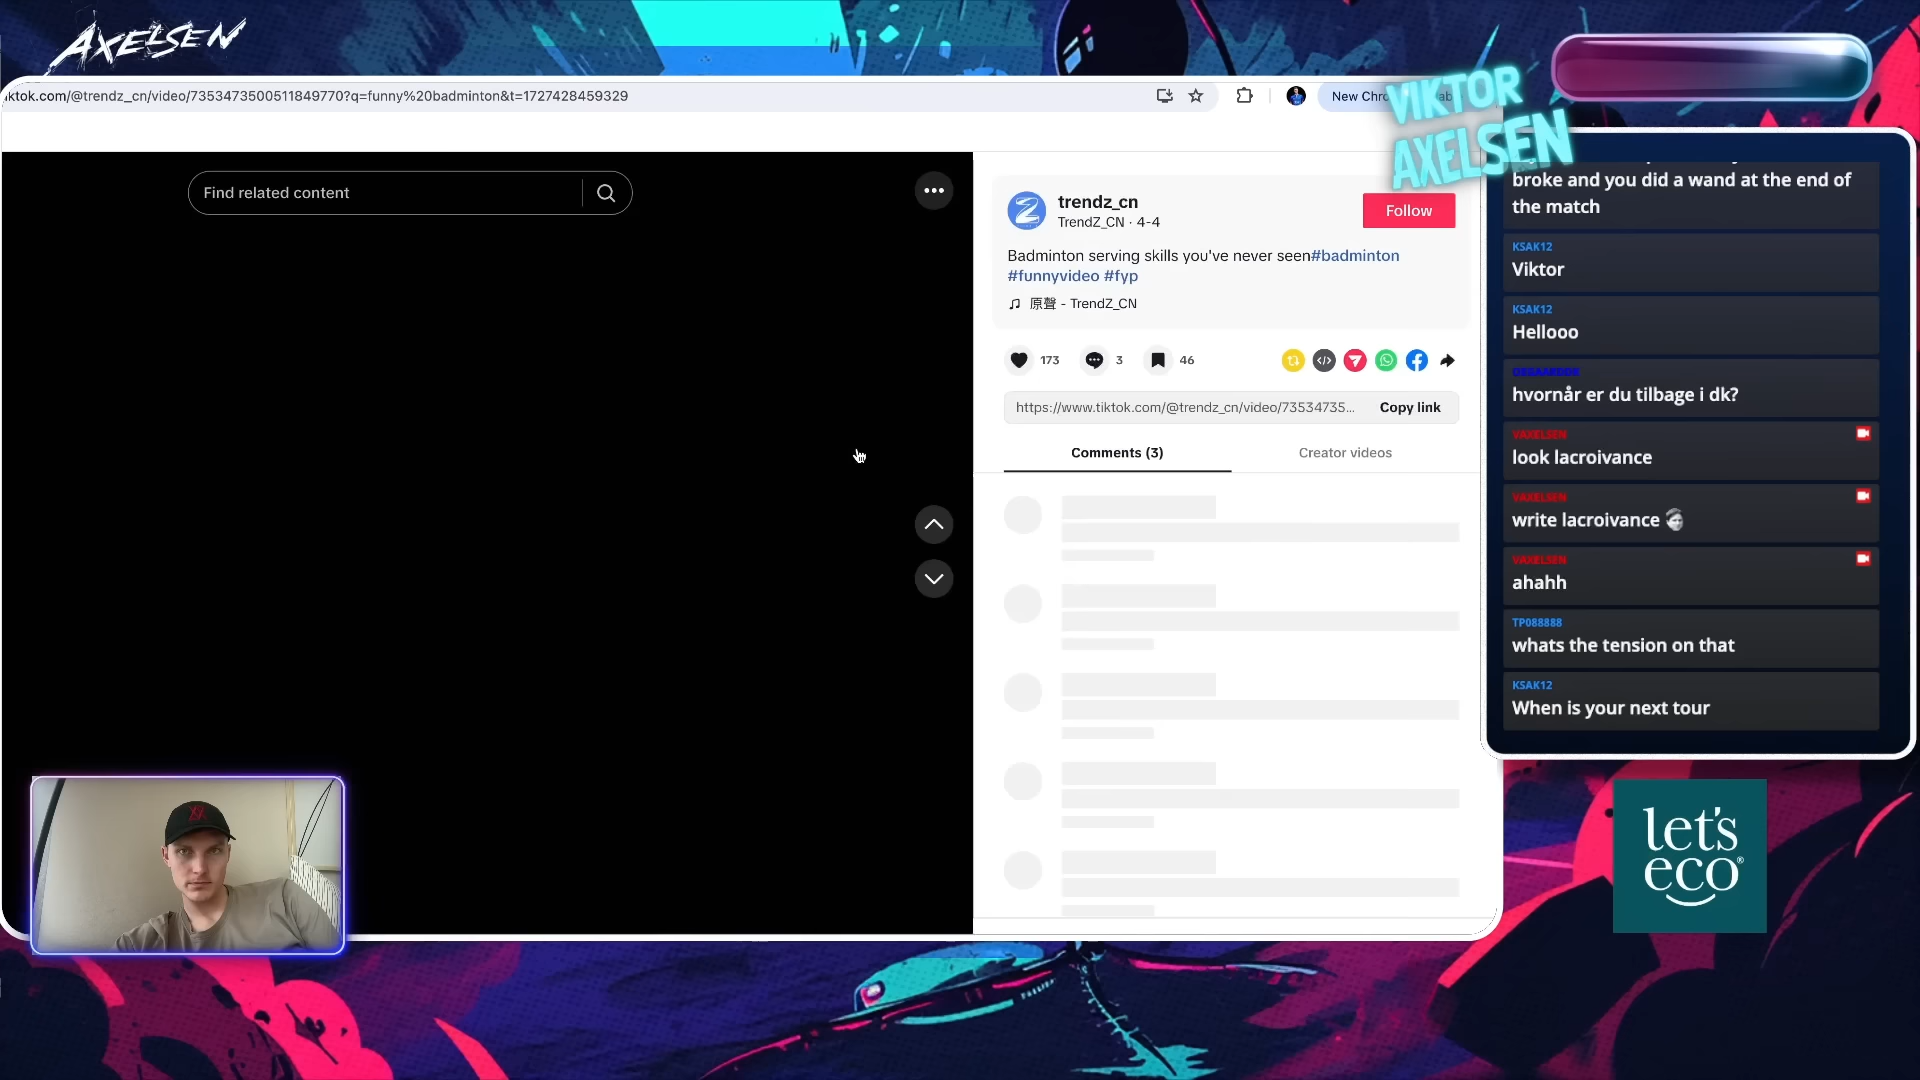 AXELSEN
ktok.com/@trendz_cn/video/7353473500511849770?q=funny%20badminton&t=1727428459329
New Chro
VIKTOR
AXELSEN
Find related content
trendz_cn
TrendZ_CN · 4-4
Follow
Badminton serving skills you've never seen#badminton
#funnyvideo #fyp
原聲 - TrendZ_CN
173
3
46
https://www.tiktok.com/@trendz_cn/video/73534735...
Copy link
Comments (3)
Creator videos
broke and you did a wand at the end of
the match
KSAK12
Viktor
KSAK12
Hellooo
hvornår er du tilbage i dk?
VAXELSEN
look lacroivance
VAXELSEN
write lacroivance
VAXELSEN
ahahh
TP088888
whats the tension on that
KSAK12
When is your next tour
let's
eco®